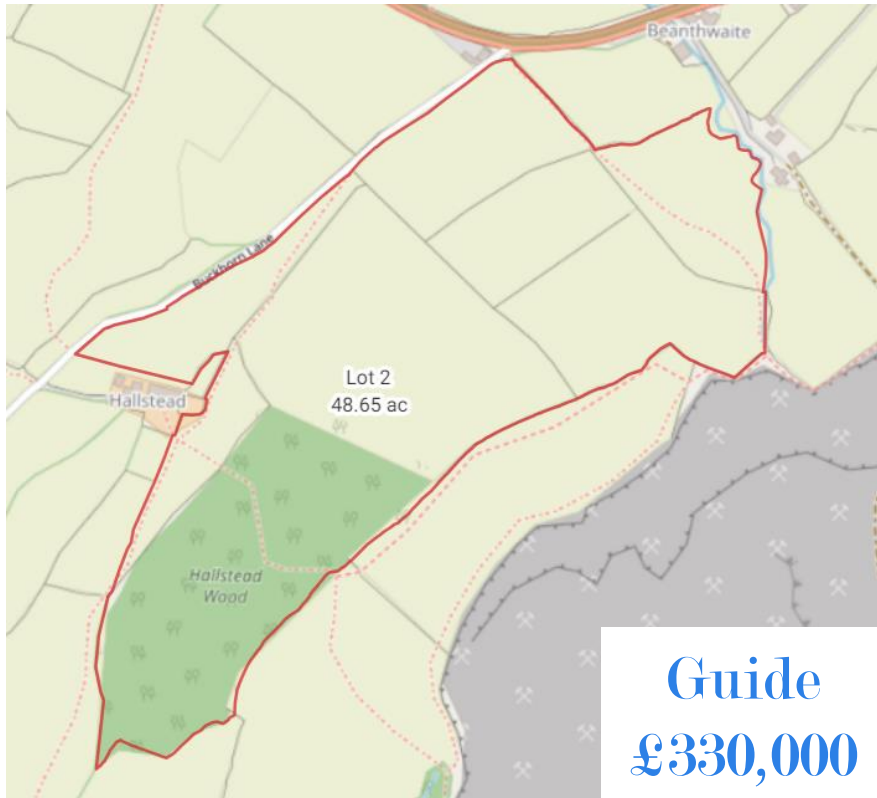 Beanthwaite
Buckhorn Lane
Lot 2
48.65 ac
Hallstead
Hallstead
Wood
Guide
£330,000